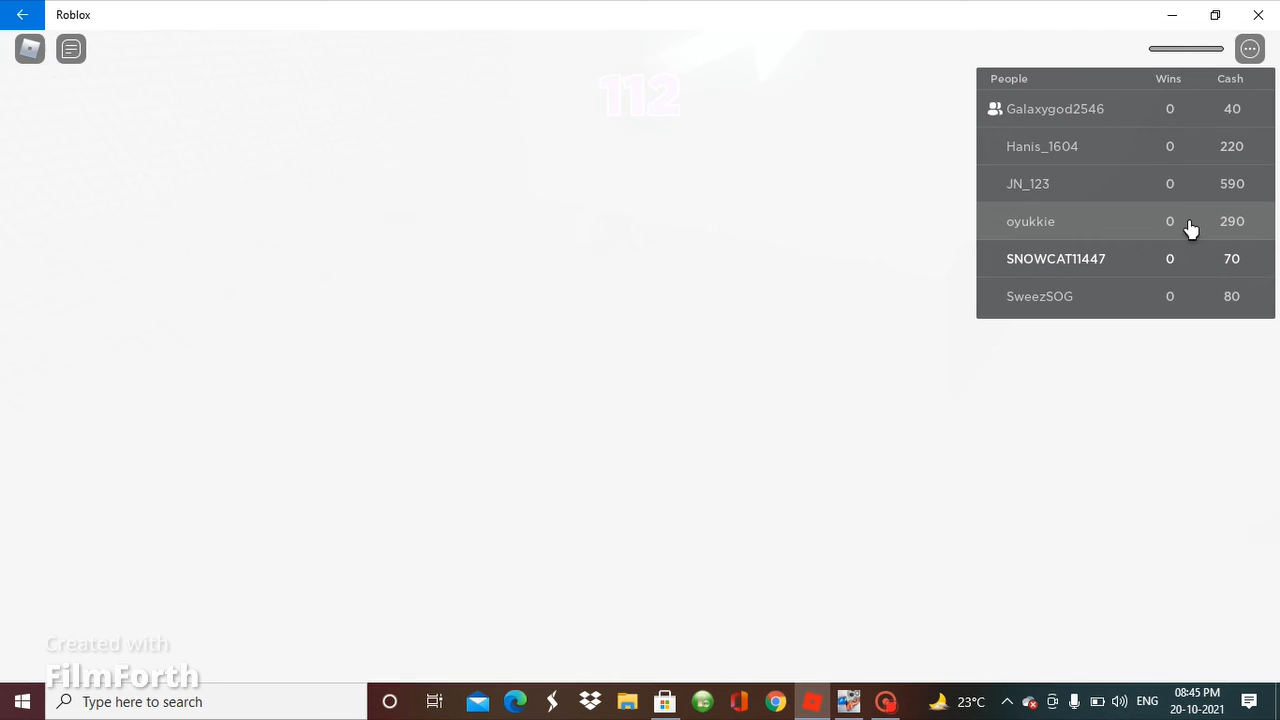 Roblox
112
People Wins Cash
Galaxygod2546 0 40
Hanis_1604 0 220
JN_123 0 590
oyukkie 0 290
SNOWCAT11447 0 70
SweezSOG 0 80
Created with
FilmForth
Type here to search
23°C
ENG
08:45 PM
20-10-2021